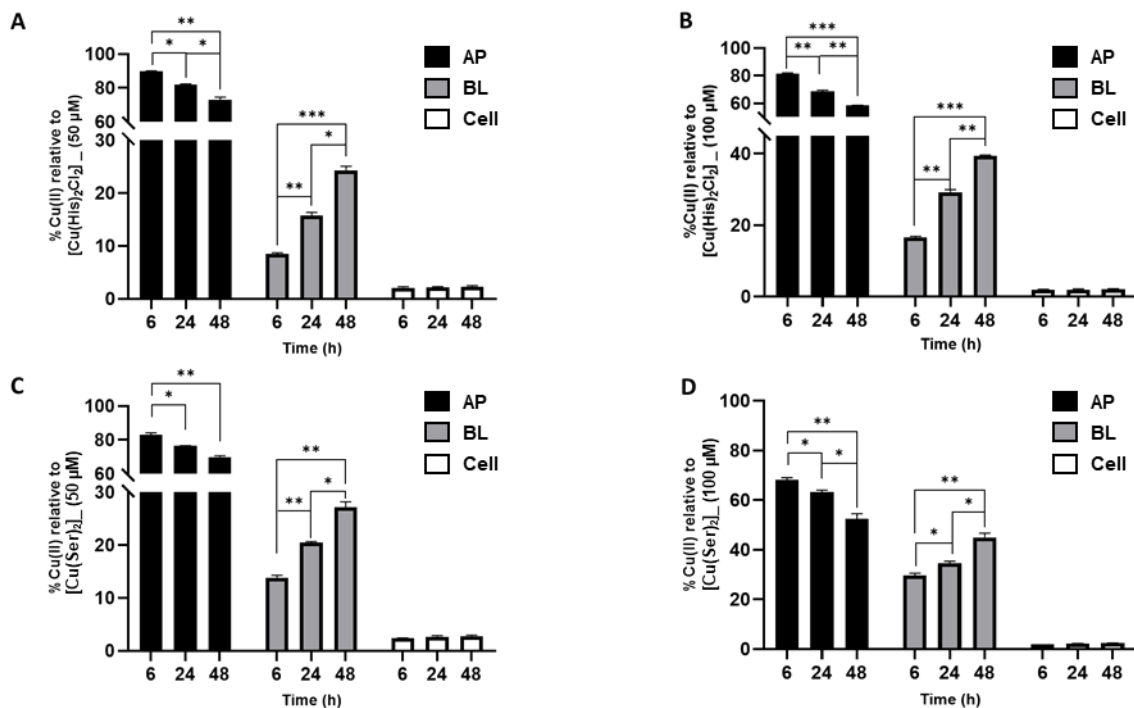 A
%Cu(II) relative to
[Cu(His)₂Cl₂]_ (50 μM)
100
80
60
30
20
10
0
**
* *
***
*
**
AP
BL
Cell
6 24 48 6 24 48 6 24 48
Time (h)
B
%Cu(II) relative to
[Cu(His)₂Cl₂]_ (100 μM)
100
80
60
40
20
0
***
** **
***
**
**
AP
BL
Cell
6 24 48 6 24 48 6 24 48
Time (h)
C
%Cu(II) relative to
[Cu(Ser)₂]_ (50 μM)
100
80
60
30
20
10
0
**
*
**
*
**
AP
BL
Cell
6 24 48 6 24 48 6 24 48
Time (h)
D
%Cu(II) relative to
[Cu(Ser)₂]_ (100 μM)
100
80
60
40
20
0
**
* *
**
*
*
AP
BL
Cell
6 24 48 6 24 48 6 24 48
Time (h)